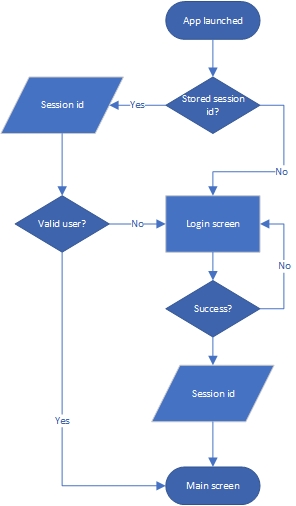 App launched
Stored session
id?
Yes
Session id
No
Valid user?
No
Login screen
No
Success?
Session id
Yes
Main screen